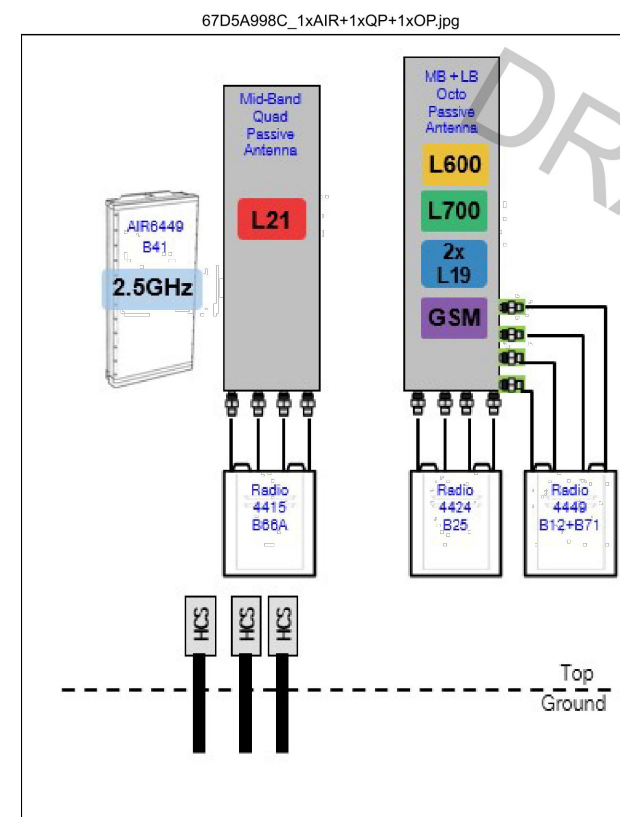 67D5A998C_1xAIR+1xQP+1xOP.jpg
Mid-Band
Quad
Passive
Antenna
L21
MB + LB
Octo
Passive
Antenna
L600
L700
2x
L19
GSM
AIR6449
B41
2.5GHz
Radio
4415
B66A
Radio
4424
B25
Radio
4449
B12+B71
HCS
HCS
HCS
Top
Ground